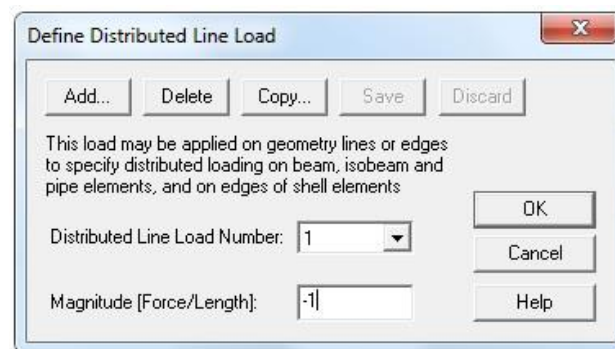 Define Distributed Line Load
X
Add... Delete Copy... Save Discard
This load may be applied on geometry lines or edges
to specify distributed loading on beam, isobeam and
pipe elements, and on edges of shell elements
Distributed Line Load Number: 1
Magnitude [Force/Length]: -1
OK
Cancel
Help